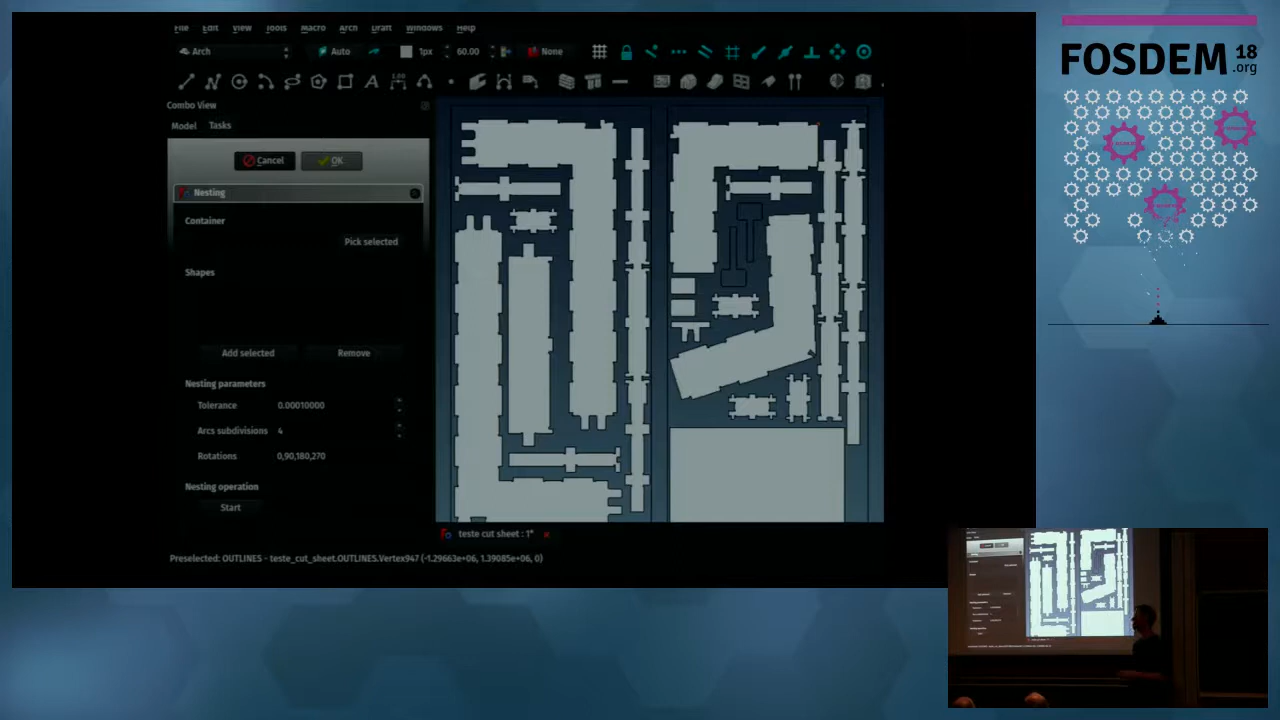 File Edit View Tools Macro Arch Draft Windows Help
Arch Auto 1px 60.00 None
Combo View
Model Tasks
Cancel OK
Nesting
Container
Pick selected
Shapes
Add selected Remove
Nesting parameters
Tolerance 0.00010000
Arcs subdivisions 4
Rotations 0,90,180,270
Nesting operation
Start
teste cut sheet : 1*
Preselected: OUTLINES - teste_cut_sheet.OUTLINES.Vertex947 (-1.29663e+06, 1.39085e+06, 0)
FOSDEM 18
.org